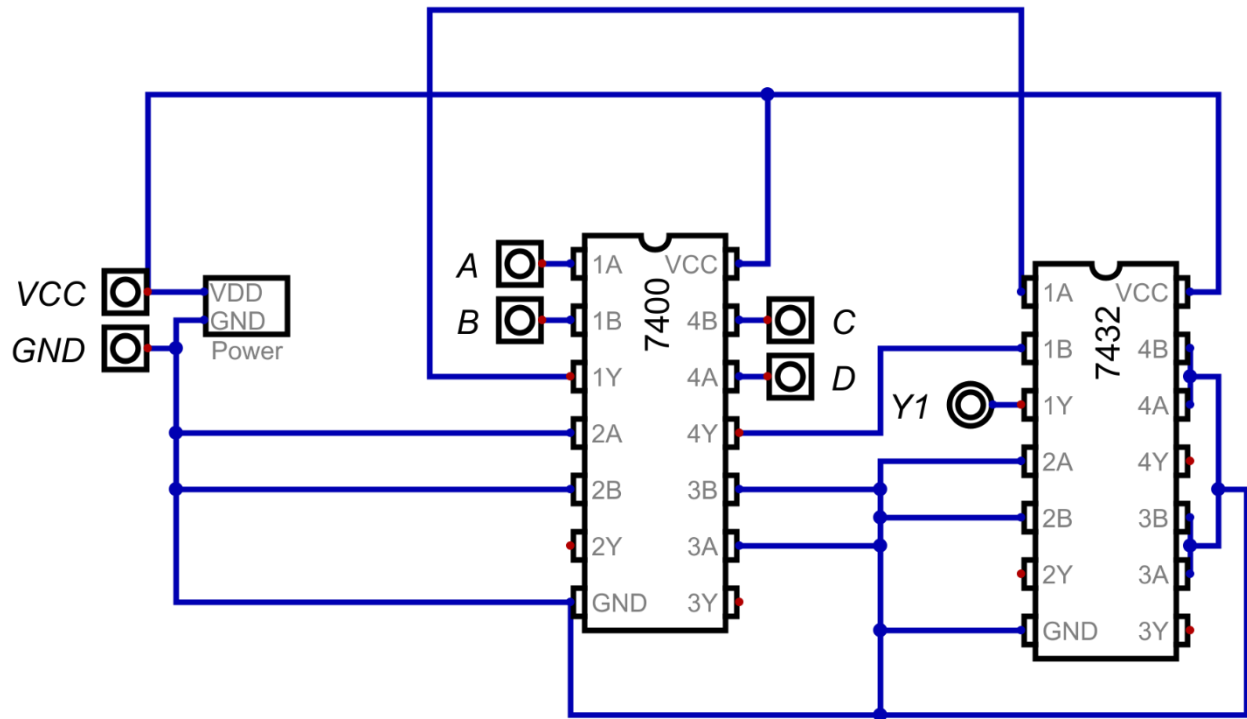 VCC
GND
VDD
GND
Power
A
B
1A
1B
1Y
2A
2B
2Y
GND
7400
VCC
4B
4A
4Y
3B
3A
3Y
C
D
Y1
1A
1B
1Y
2A
2B
2Y
GND
7432
VCC
4B
4A
4Y
3B
3A
3Y